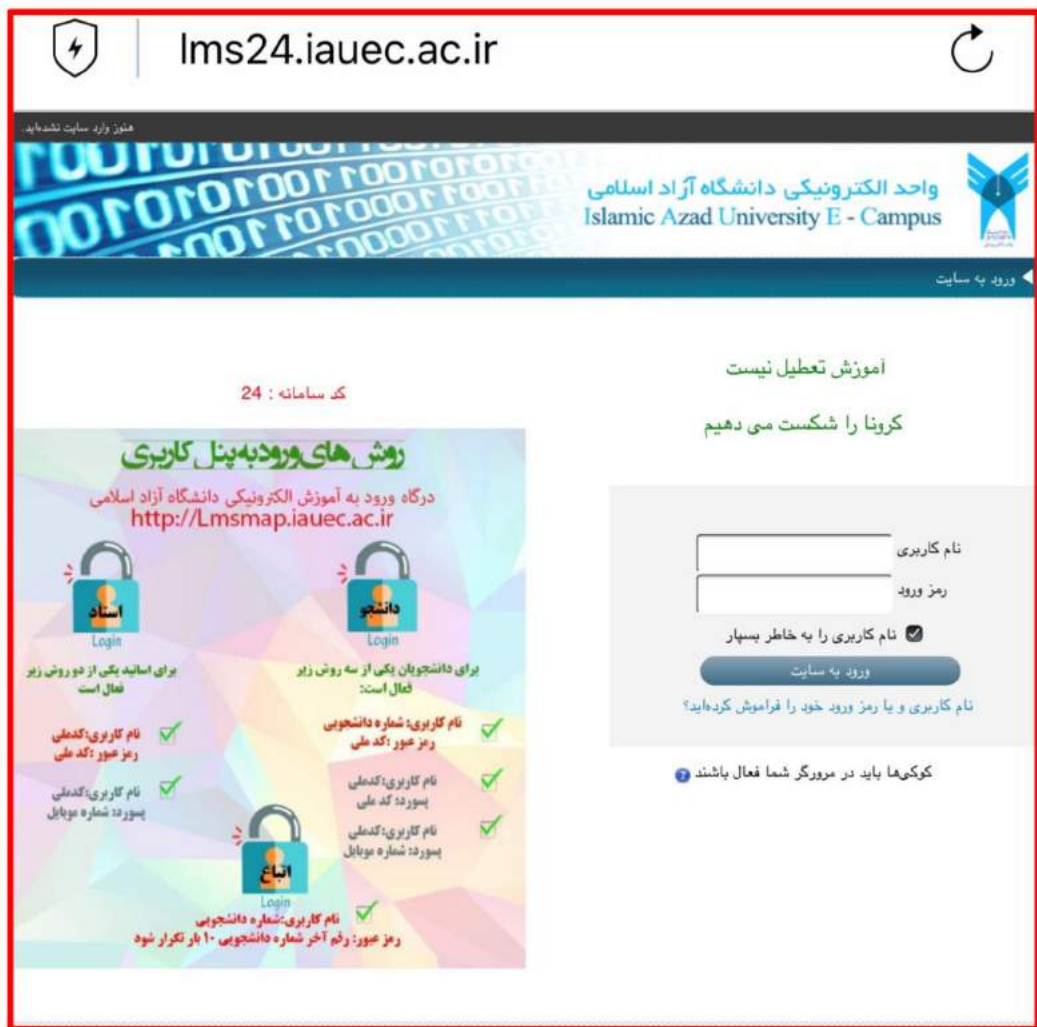 lms24.iauec.ac.ir
هنوز وارد سایت نشده‌اید.
واحد الکترونیکی دانشگاه آزاد اسلامی
Islamic Azad University E - Campus
ورود به سایت
آموزش تعطیل نیست
کرونا را شکست می دهیم
نام کاربری
رمز ورود
نام کاربری را به خاطر بسپار
ورود به سایت
نام کاربری و یا رمز ورود خود را فراموش کرده‌اید؟
کوکی‌ها باید در مرورگر شما فعال باشند
کد سامانه : 24
روش های ورود به پنل کاربری
درگاه ورود به آموزش الکترونیکی دانشگاه آزاد اسلامی
http://Lmsmap.iauec.ac.ir
دانشجو
Login
برای دانشجویان یکی از سه روش زیر
فعال است:
نام کاربری: شماره دانشجویی
رمز عبور :کد ملی
نام کاربری:کدملی
پسورد: کد ملی
نام کاربری:کدملی
پسورد: شماره موبایل
استاد
Login
برای اساتید یکی از دو روش زیر
فعال است
نام کاربری:کدملی
رمز عبور :کد ملی
نام کاربری:کدملی
پسورد: شماره موبایل
اتباع
Login
نام کاربری:شماره دانشجویی
رمز عبور: رقم آخر شماره دانشجویی ۱۰ بار تکرار شود